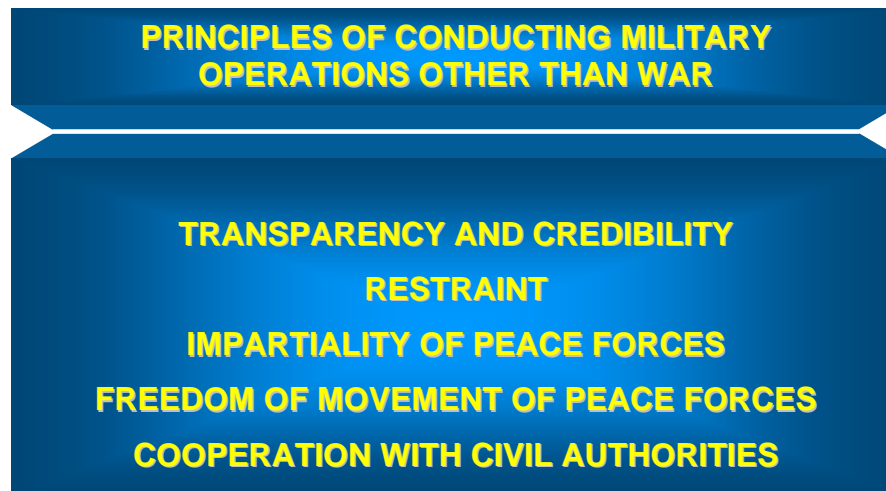 PRINCIPLES OF CONDUCTING MILITARY
OPERATIONS OTHER THAN WAR
TRANSPARENCY AND CREDIBILITY
RESTRAINT
IMPARTIALITY OF PEACE FORCES
FREEDOM OF MOVEMENT OF PEACE FORCES
COOPERATION WITH CIVIL AUTHORITIES